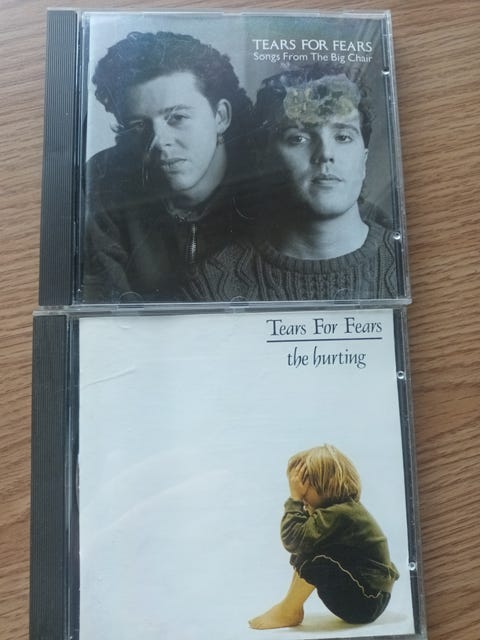 TEARS FOR FEARS
Songs From The Big Chair
Tears For Fears
the hurting